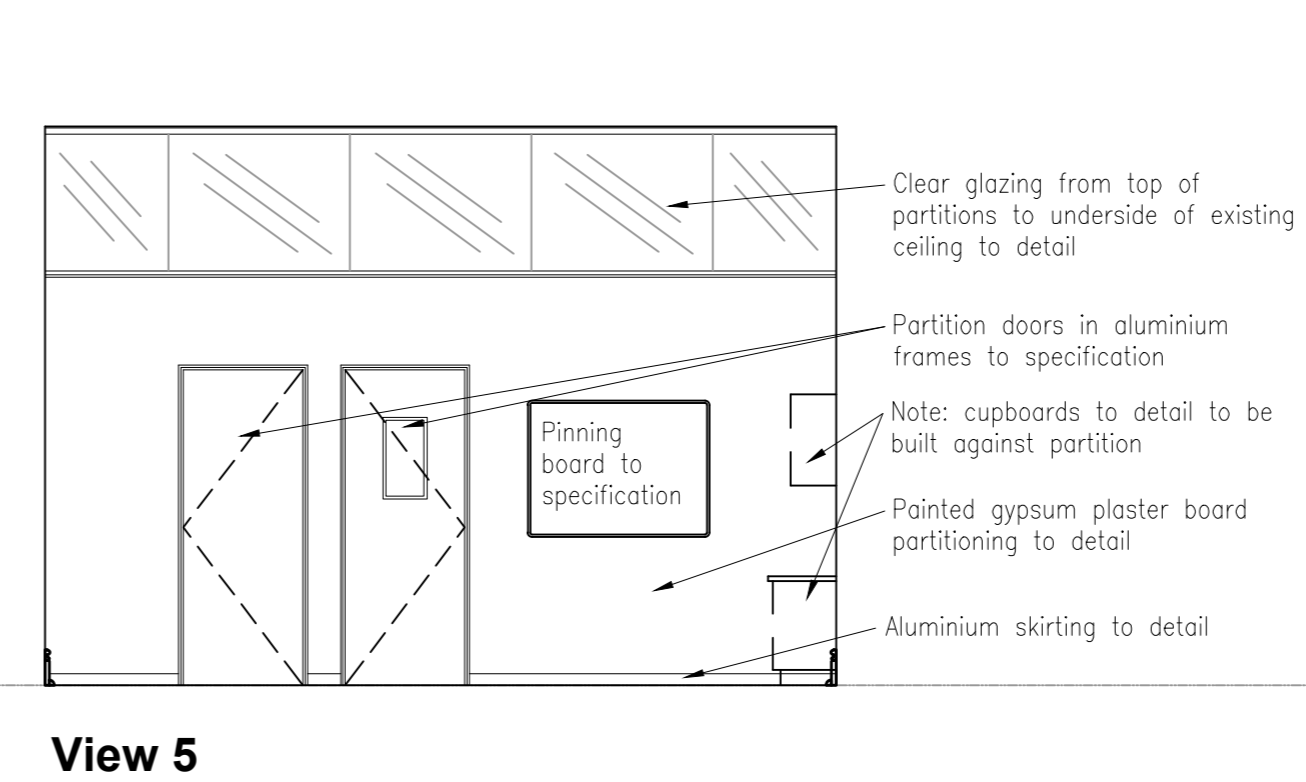 Clear glazing from top of
partitions to underside of existing
ceiling to detail
Partition doors in aluminium
frames to specification
Note: cupboards to detail to be
built against partition
Pinning
board to
specification
Painted gypsum plaster board
partitioning to detail
Aluminium skirting to detail
View 5